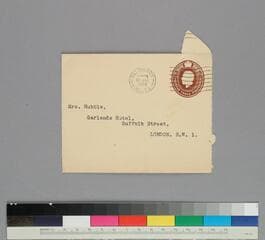 Mrs. Hubble,
Garlands Hotel,
Suffolk Street,
LONDON, S.W. 1.